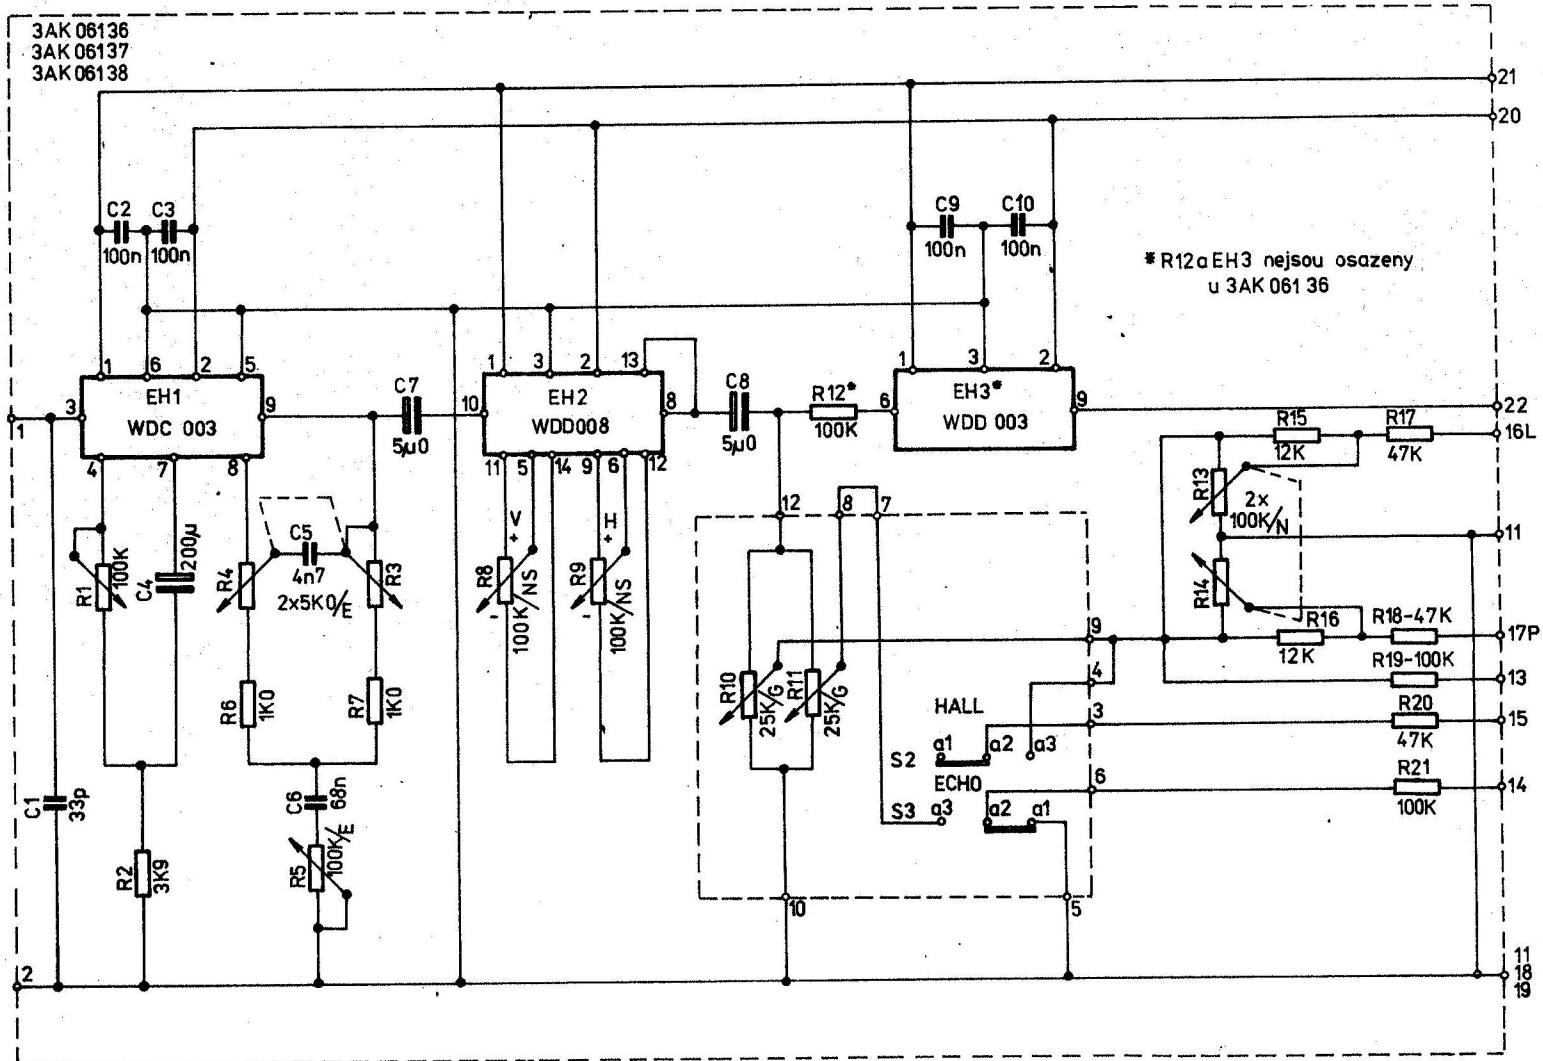 3AK 06136
3AK 06137
3AK 06138
21
20
C2
C3
100n
100n
C9
C10
100n
100n
* R12 a EH3 nejsou osazeny
u 3AK 061 36
1
6
2
5
3
EH1
WDC 003
9
4
7
8
1
C7
5µ0
1
3
2
13
10
EH2
WDD008
8
11
5
14
9
6
12
C8
5µ0
R12*
100K
1
3
2
6
EH3*
WDD 003
9
22
R15
12K
R17
47K
16L
R13
2x
100K/N
R14
11
R16
12K
R18-47K
17P
R19-100K
13
R20
47K
15
R21
100K
14
R1
100K
C4
200µ
R4
C5
4n7
2x5K0/E
R3
R6
1K0
R7
1K0
V
+
R8
-
100K/NS
H
+
R9
-
100K/NS
12
8
7
R10
25K/G
R11
25K/G
9
4
HALL
3
S2
a1
a2
a3
ECHO
6
S3
a3
a2
a1
10
5
C1
33p
R2
3K9
C6
68n
R5
100K/E
2
11
18
19